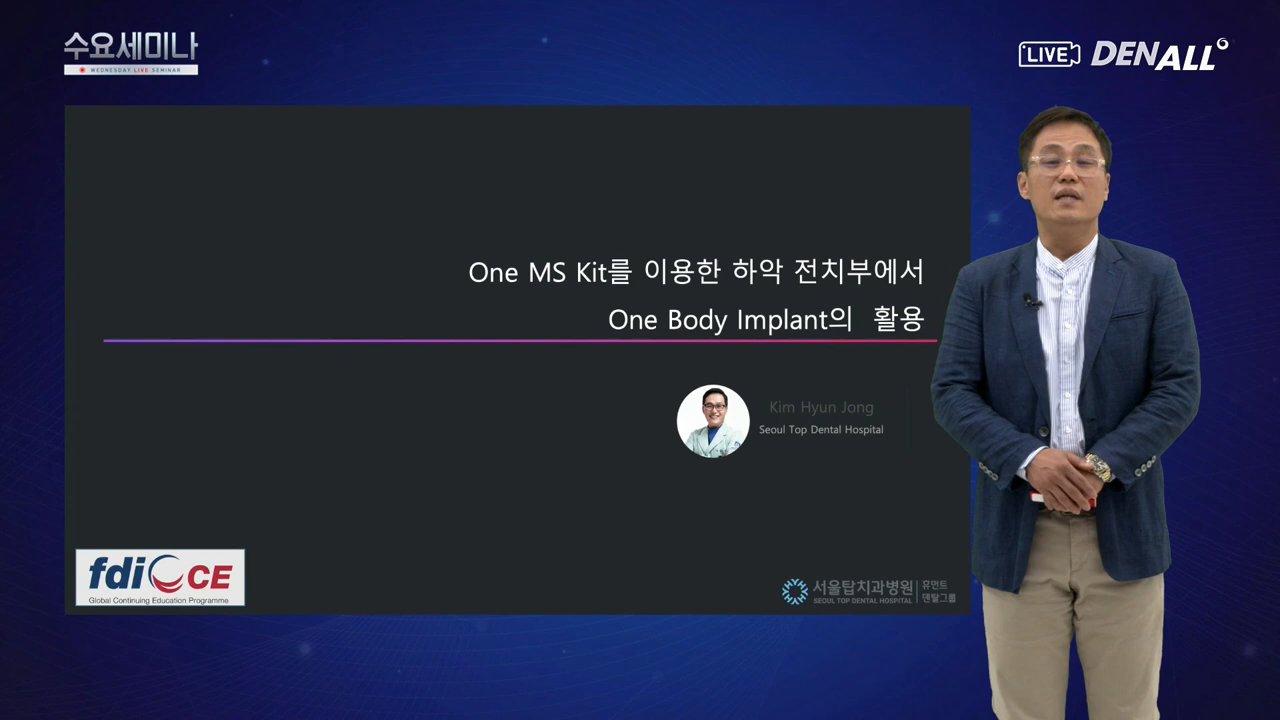 수요세미나
WEDNESDAY LIVE SEMINAR
LIVE
DENALL
One MS Kit를 이용한 하악 전치부에서
One Body Implant의 활용
Kim Hyun Jong
Seoul Top Dental Hospital
fdi CE
Global Continuing Education Programme
서울탑치과병원
SEOUL TOP DENTAL HOSPITAL
휴먼트
덴탈그룹